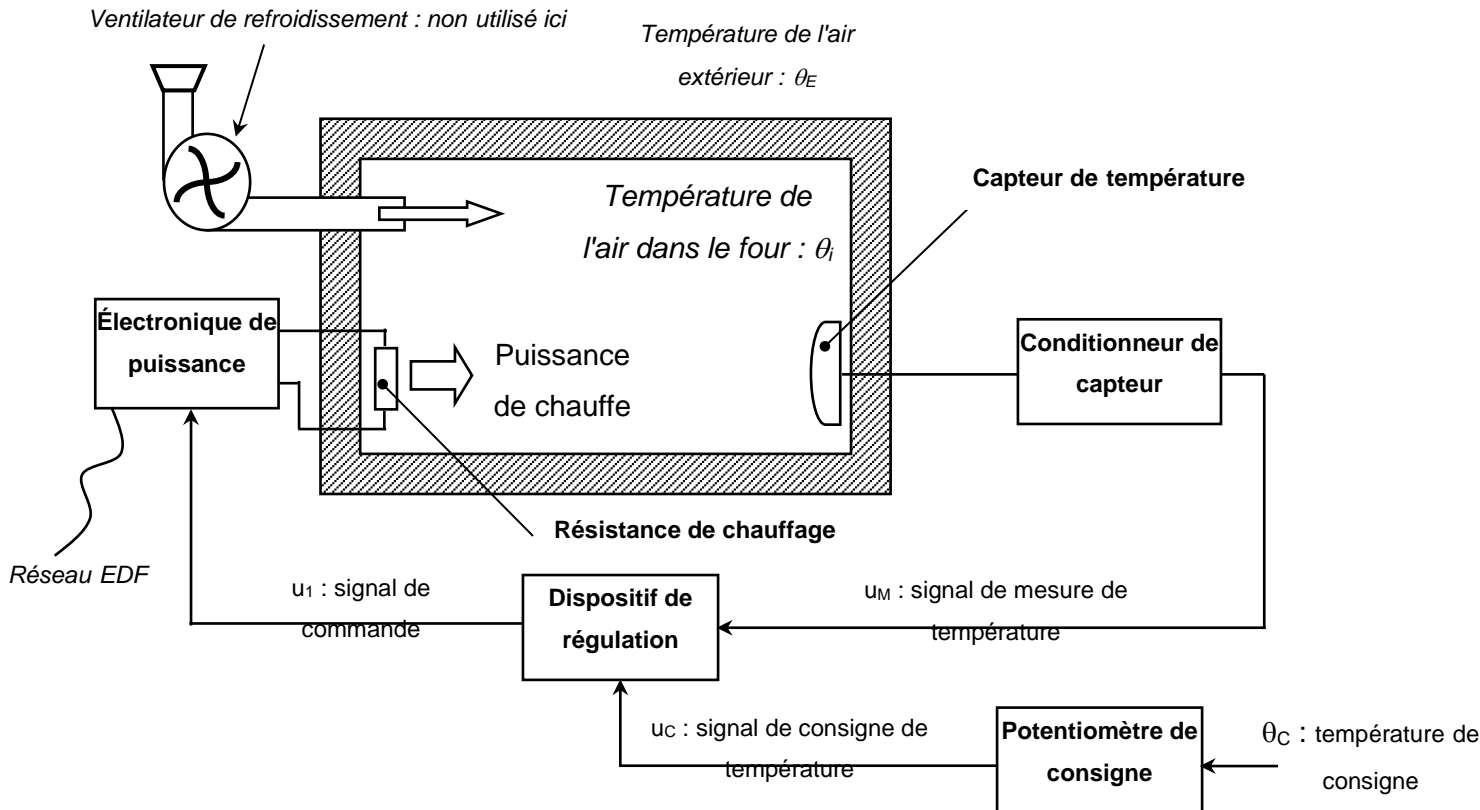 Ventilateur de refroidissement : non utilisé ici
Température de l'air
extérieur : θE
Température de
l'air dans le four : θi
Capteur de température
Électronique de
puissance
Puissance
de chauffe
Conditionneur de
capteur
Résistance de chauffage
Réseau EDF
u1 : signal de
commande
Dispositif de
régulation
uM : signal de mesure de
température
uC : signal de consigne de
température
Potentiomètre de
consigne
θC : température de
consigne